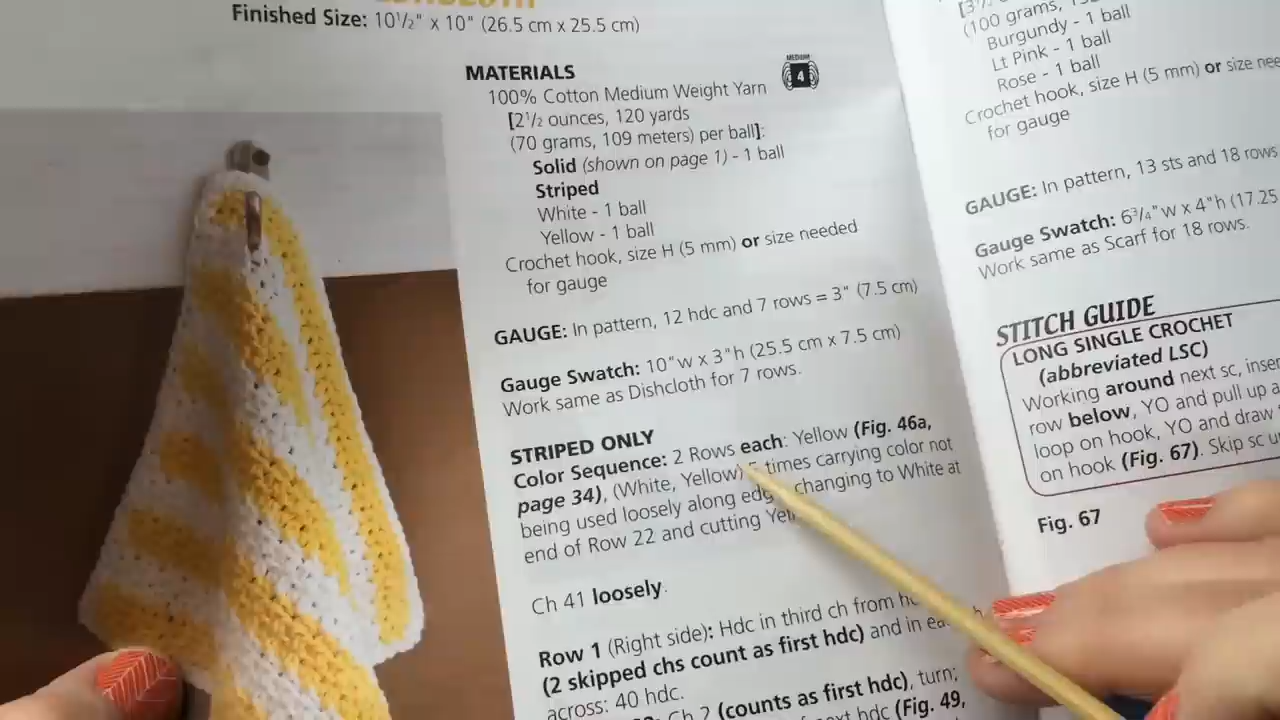 Finished Size: 10½" x 10" (26.5 cm x 25.5 cm)
MATERIALS
100% Cotton Medium Weight Yarn
MEDIUM
4
[2½ ounces, 120 yards
(70 grams, 109 meters) per ball]:
Solid (shown on page 1) - 1 ball
Striped
White - 1 ball
Yellow - 1 ball
Crochet hook, size H (5 mm) or size needed
for gauge
GAUGE: In pattern, 12 hdc and 7 rows = 3" (7.5 cm)
Gauge Swatch: 10"w x 3"h (25.5 cm x 7.5 cm)
Work same as Dishcloth for 7 rows.
STRIPED ONLY
Color Sequence: 2 Rows each: Yellow (Fig. 46a,
page 34), (White, Yellow) 5 times carrying color not
being used loosely along edge, changing to White at
end of Row 22 and cutting
Ch 41 loosely.
Row 1 (Right side): Hdc in third ch from
(2 skipped chs count as first hdc) and in
across: 40 hdc.
Ch 2 (counts as first hdc), turn;
next hdc (Fig. 49,
(100 grams,
Burgundy - 1 ball
Lt Pink - 1 ball
Rose - 1 ball
Crochet hook, size H (5 mm) or size
for gauge
GAUGE: In pattern, 13 sts and 18 rows
Gauge Swatch: 6¾"w x 4"h (17.25
Work same as Scarf for 18 rows.
STITCH GUIDE
LONG SINGLE CROCHET
(abbreviated LSC)
Working around next sc,
row below, YO and pull up a
loop on hook, YO and draw
on hook (Fig. 67). Skip sc
Fig. 67